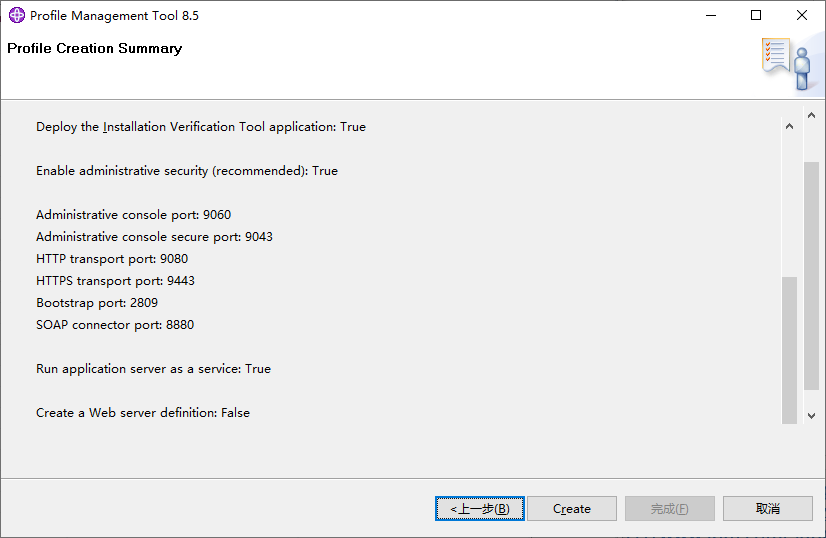 Profile Management Tool 8.5
Profile Creation Summary
Deploy the Installation Verification Tool application: True
Enable administrative security (recommended): True
Administrative console port: 9060
Administrative console secure port: 9043
HTTP transport port: 9080
HTTPS transport port: 9443
Bootstrap port: 2809
SOAP connector port: 8880
Run application server as a service: True
Create a Web server definition: False
<上一步(B)
Create
完成(F)
取消